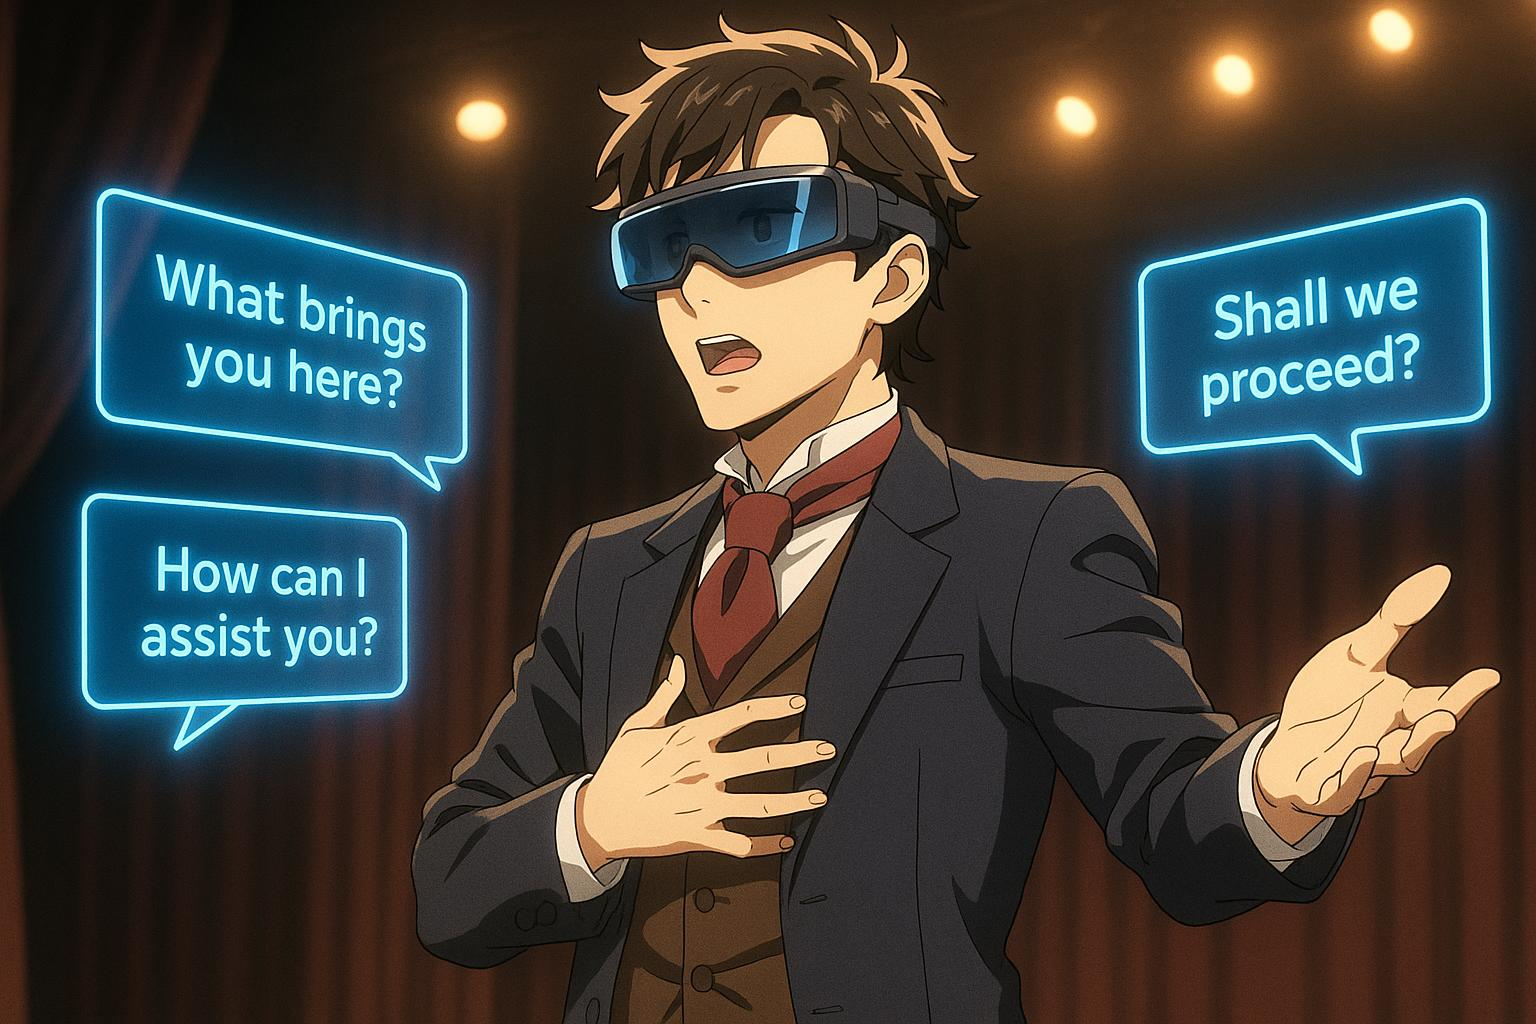 What brings
you here?
How can I
assist you?
Shall we
proceed?